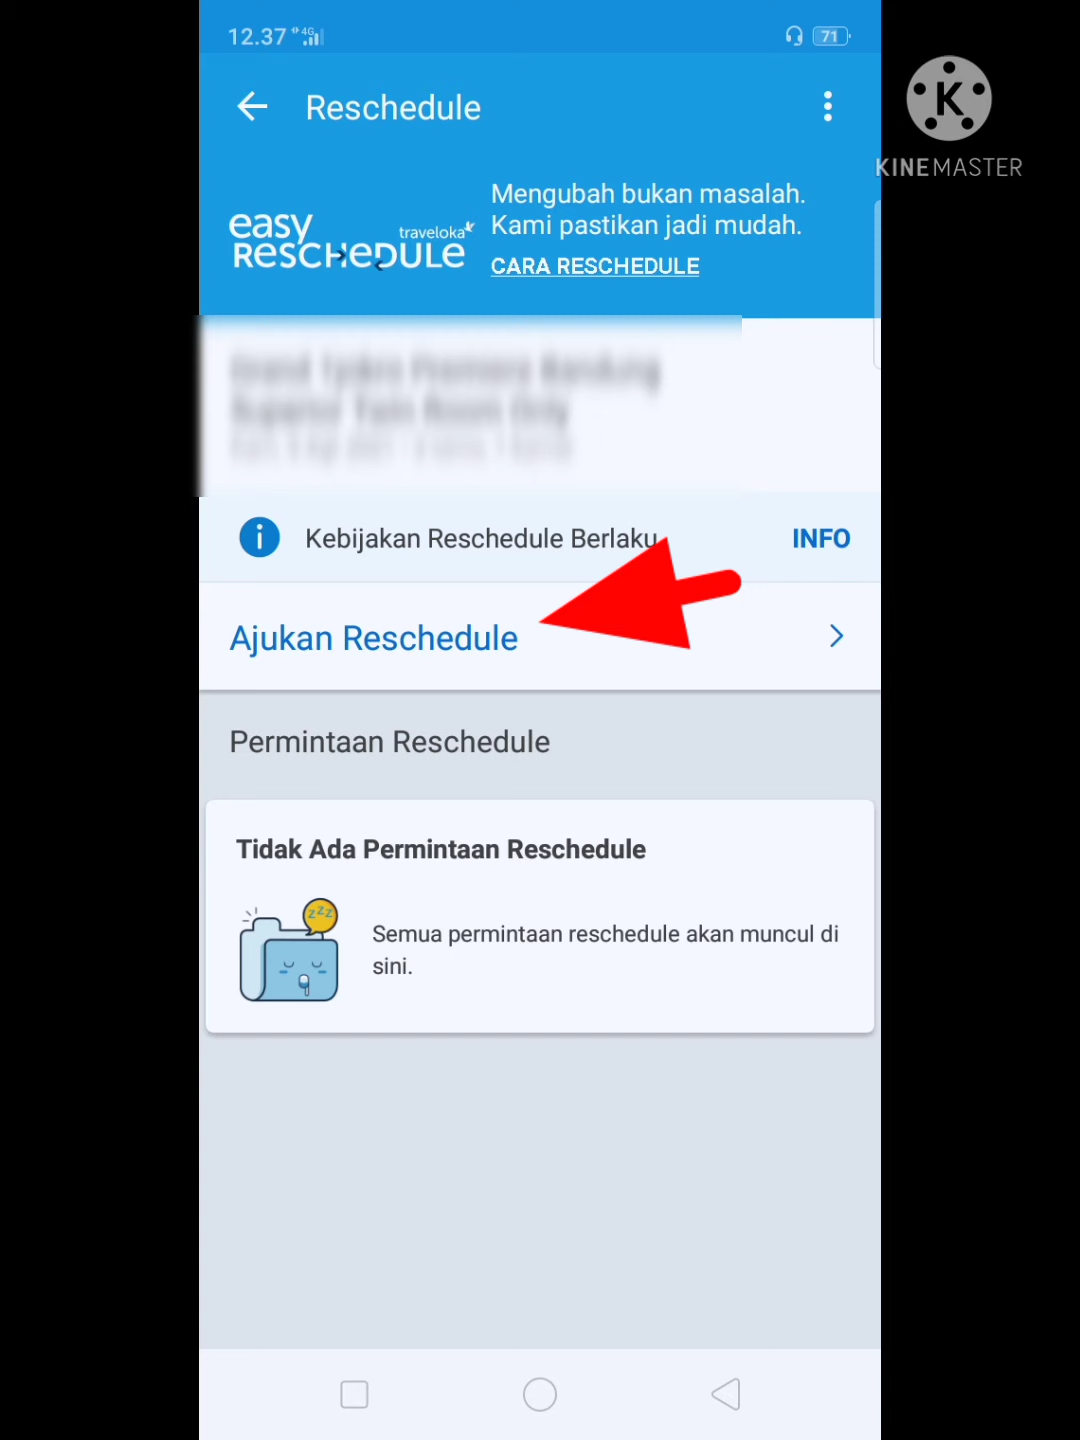 12.37 4G 71
Reschedule
KINEMASTER
Mengubah bukan masalah.
Kami pastikan jadi mudah.
easy
traveloka
RESCHEDULE
CARA RESCHEDULE
Kebijakan Reschedule Berlaku
INFO
Ajukan Reschedule
Permintaan Reschedule
Tidak Ada Permintaan Reschedule
zzz
Semua permintaan reschedule akan muncul di
sini.